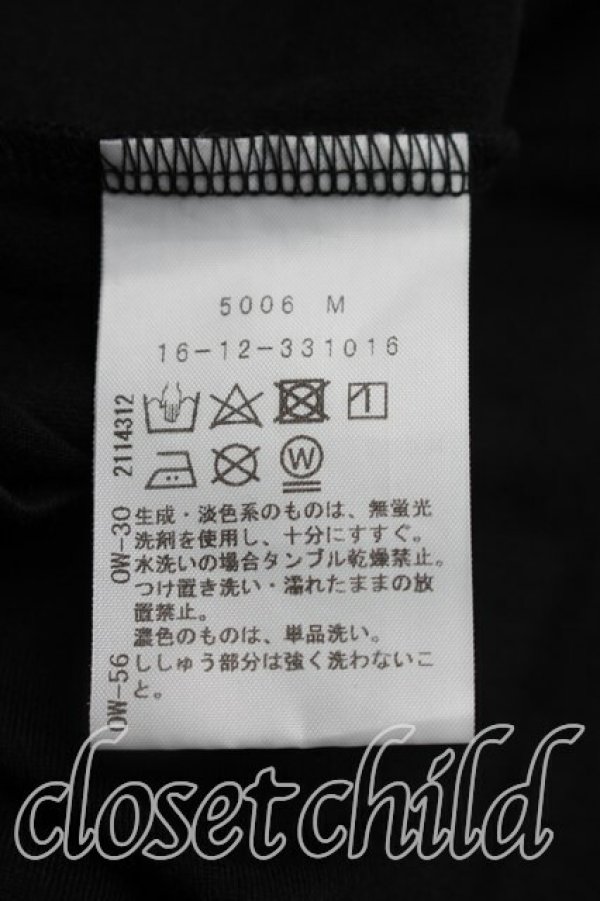 5006 M
16-12-331016
2114312
OW-30
OW-56
W
生成・淡色系のものは、無蛍光
洗剤を使用し、十分にすすぐ。
水洗いの場合タンブル乾燥禁止。
つけ置き洗い・濡れたままの放
置禁止。
濃色のものは、単品洗い。
ししゅう部分は強く洗わないこ
と。
closet child